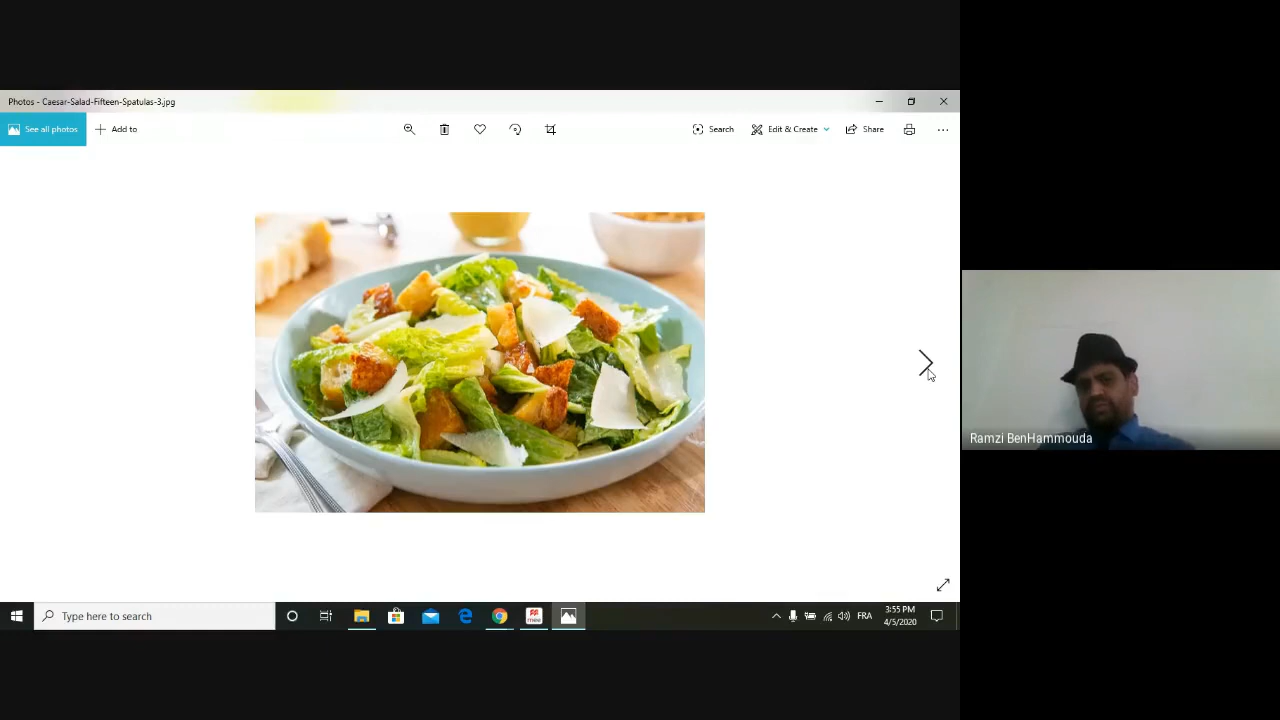 Photos - Caesar-Salad-Fifteen-Spatulas-3.jpg
See all photos
Add to
Search
Edit & Create
Share
Ramzi BenHammouda
Type here to search
FRA
3:55 PM
4/5/2020